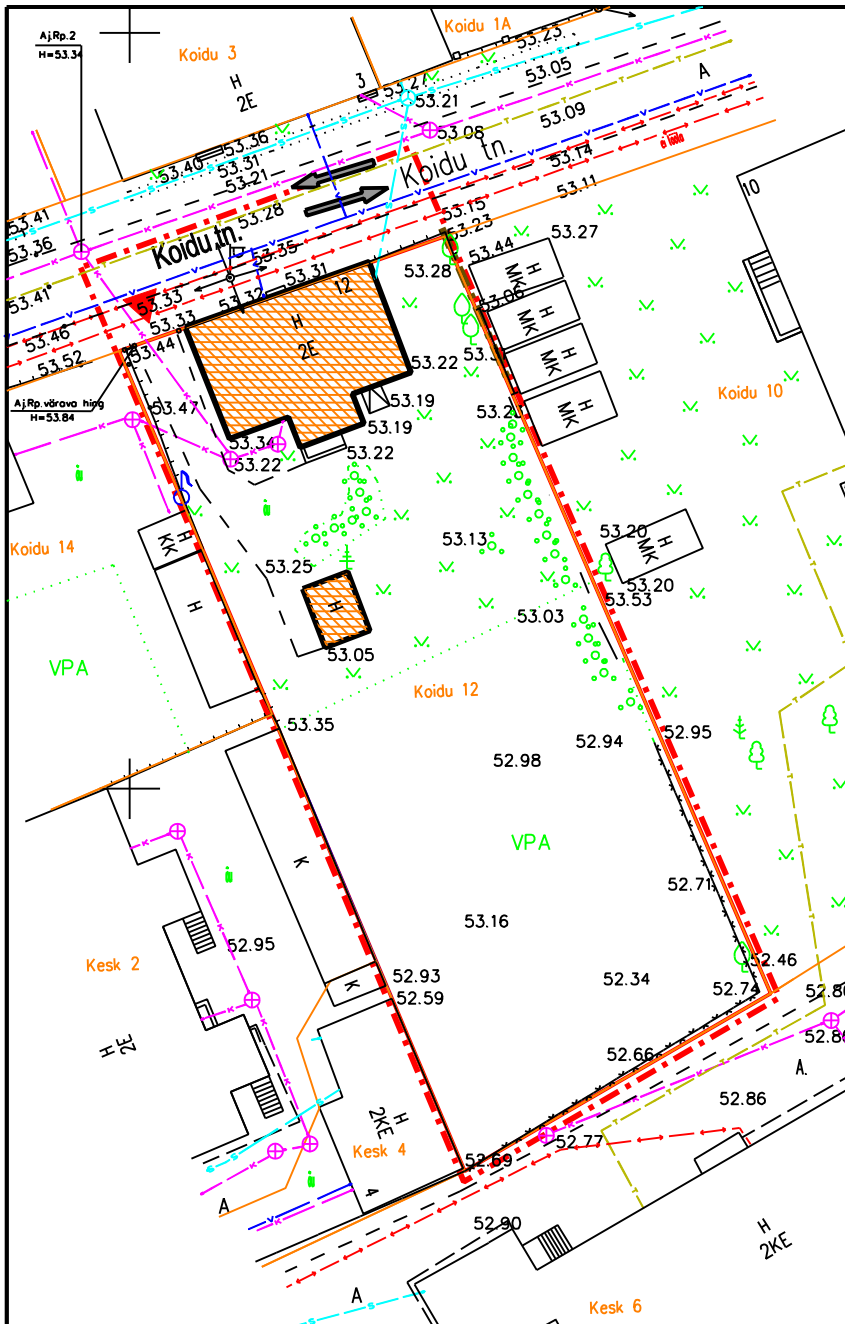 Koidu 1A
Aj.Rp.2
H=53.34
Koidu 3
H
2E
3
53.23
53.05
A
53.27
53.21
53.09
53.08
53.36
53.40
53.31
53.21
53.28
53.14
53.11
Koidu tn.
53.15
53.23
53.41
53.36
53.41
Koidu tn.
53.35
53.31
53.44
53.27
53.28
10
H
MK
53.33
53.32
12
53.06
H
MK
53.46
53.33
53.52
53.44
H
2E
53.22
H
MK
Koidu 10
Aj.Rp. värava hing
H=53.84
53.47
53.19
53.19
H
MK
53.34
53.22
53.22
Koidu 14
H
KK
53.13
53.20
H
MK
53.25
53.20
53.53
H
H
53.03
53.05
VPA
Koidu 12
53.35
52.94
52.95
52.98
VPA
K
52.71
53.16
52.95
Kesk 2
52.93
52.59
K
52.34
52.46
52.74
H
2E
52.66
A.
52.86
H
2KE
Kesk 4
52.77
52.69
4
A
52.90
H
2KE
A
Kesk 6